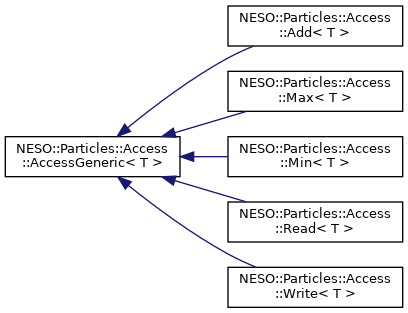 NESO::Particles::Access
::Add< T >
NESO::Particles::Access
::Max< T >
NESO::Particles::Access
::AccessGeneric< T >
NESO::Particles::Access
::Min< T >
NESO::Particles::Access
::Read< T >
NESO::Particles::Access
::Write< T >